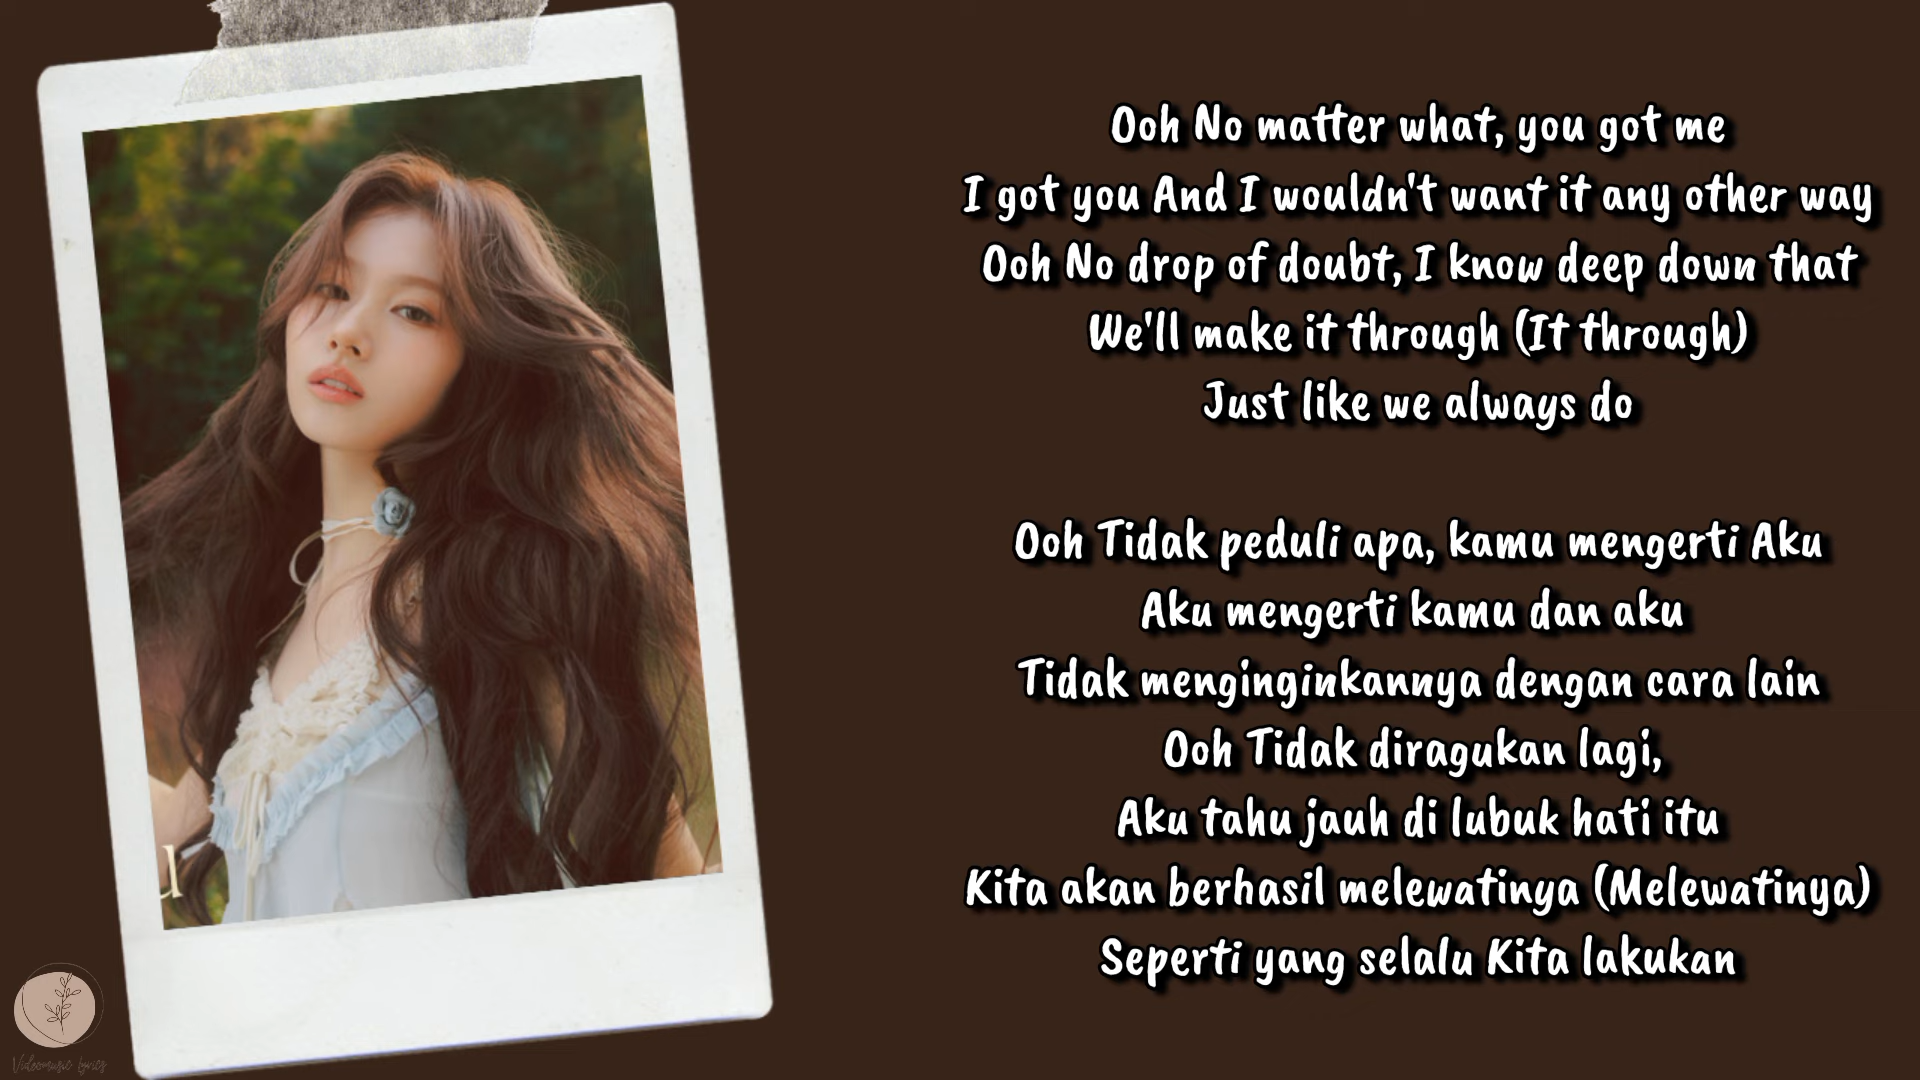 Ooh No matter what, you got me
I got you And I wouldn't want it any other way
Ooh No drop of doubt, I know deep down that
We'll make it through (It through)
Just like we always do
Ooh Tidak peduli apa, kamu mengerti Aku
Aku mengerti kamu dan aku
Tidak menginginkannya dengan cara lain
Ooh Tidak diragukan lagi,
Aku tahu jauh di lubuk hati itu
Kita akan berhasil melewatinya (Melewatinya)
Seperti yang selalu Kita lakukan
u